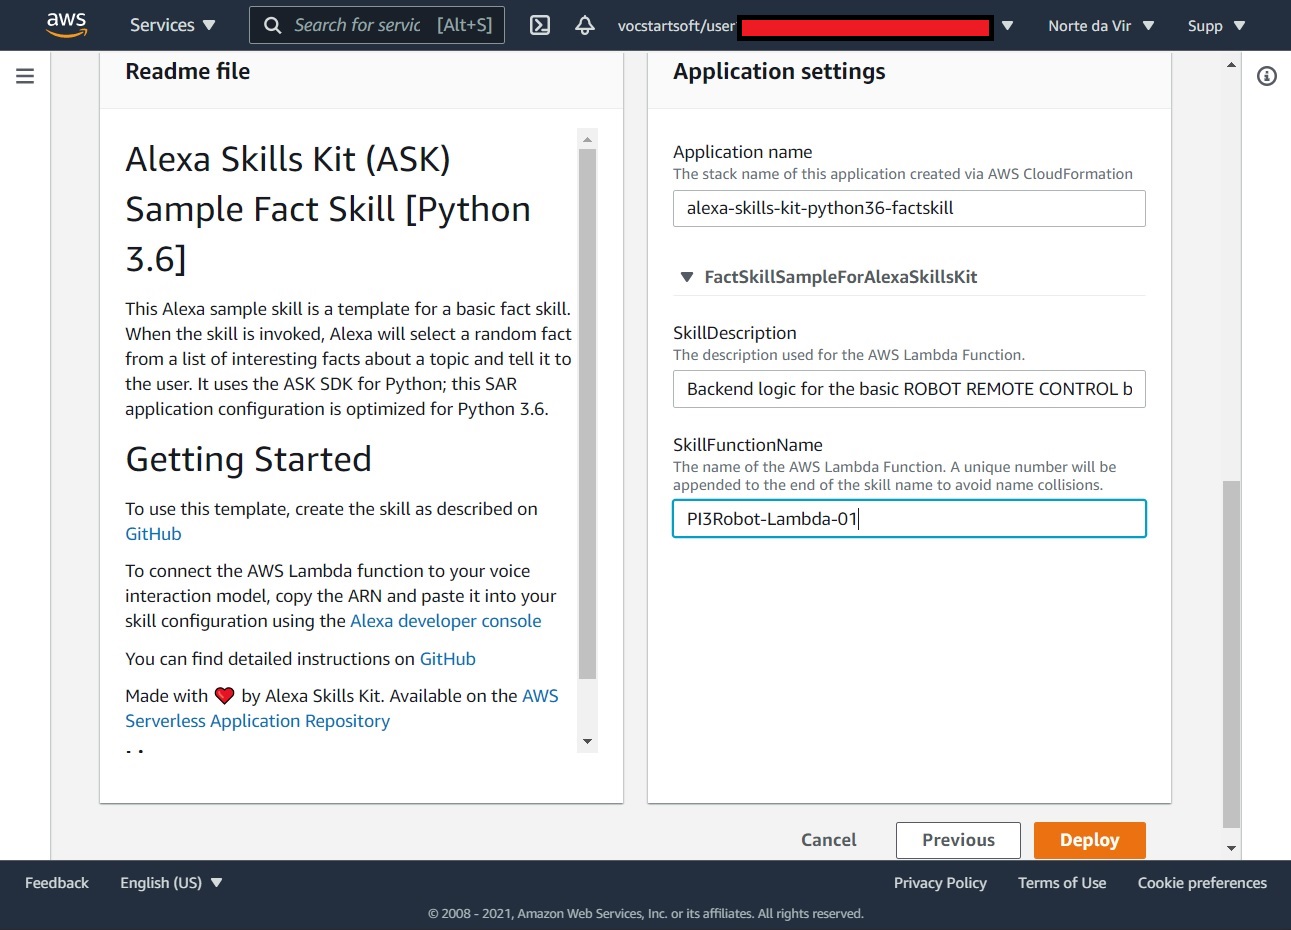 aws Services Search for servic [Alt+S] vocstartsoft/user Norte da Vir Supp
Readme file
Alexa Skills Kit (ASK)
Sample Fact Skill [Python
3.6]
This Alexa sample skill is a template for a basic fact skill.
When the skill is invoked, Alexa will select a random fact
from a list of interesting facts about a topic and tell it to
the user. It uses the ASK SDK for Python; this SAR
application configuration is optimized for Python 3.6.
Getting Started
To use this template, create the skill as described on
GitHub
To connect the AWS Lambda function to your voice
interaction model, copy the ARN and paste it into your
skill configuration using the Alexa developer console
You can find detailed instructions on GitHub
Made with ❤ by Alexa Skills Kit. Available on the AWS
Serverless Application Repository
Application settings
Application name
The stack name of this application created via AWS CloudFormation
alexa-skills-kit-python36-factskill
FactSkillSampleForAlexaSkillsKit
SkillDescription
The description used for the AWS Lambda Function.
Backend logic for the basic ROBOT REMOTE CONTROL b
SkillFunctionName
The name of the AWS Lambda Function. A unique number will be
appended to the end of the skill name to avoid name collisions.
PI3Robot-Lambda-01
Cancel Previous Deploy
Feedback English (US) Privacy Policy Terms of Use Cookie preferences
© 2008 - 2021, Amazon Web Services, Inc. or its affiliates. All rights reserved.